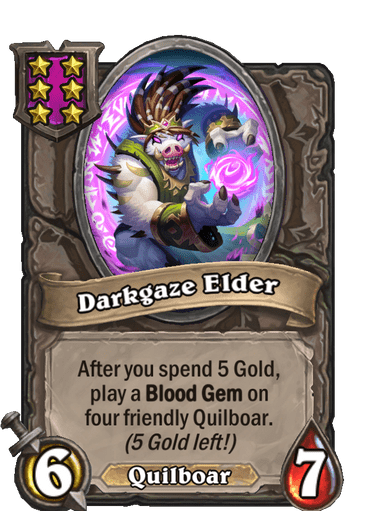 Darkgaze Elder
After you spend 5 Gold,
play a Blood Gem on
four friendly Quilboar.
(5 Gold left!)
6
Quilboar
7